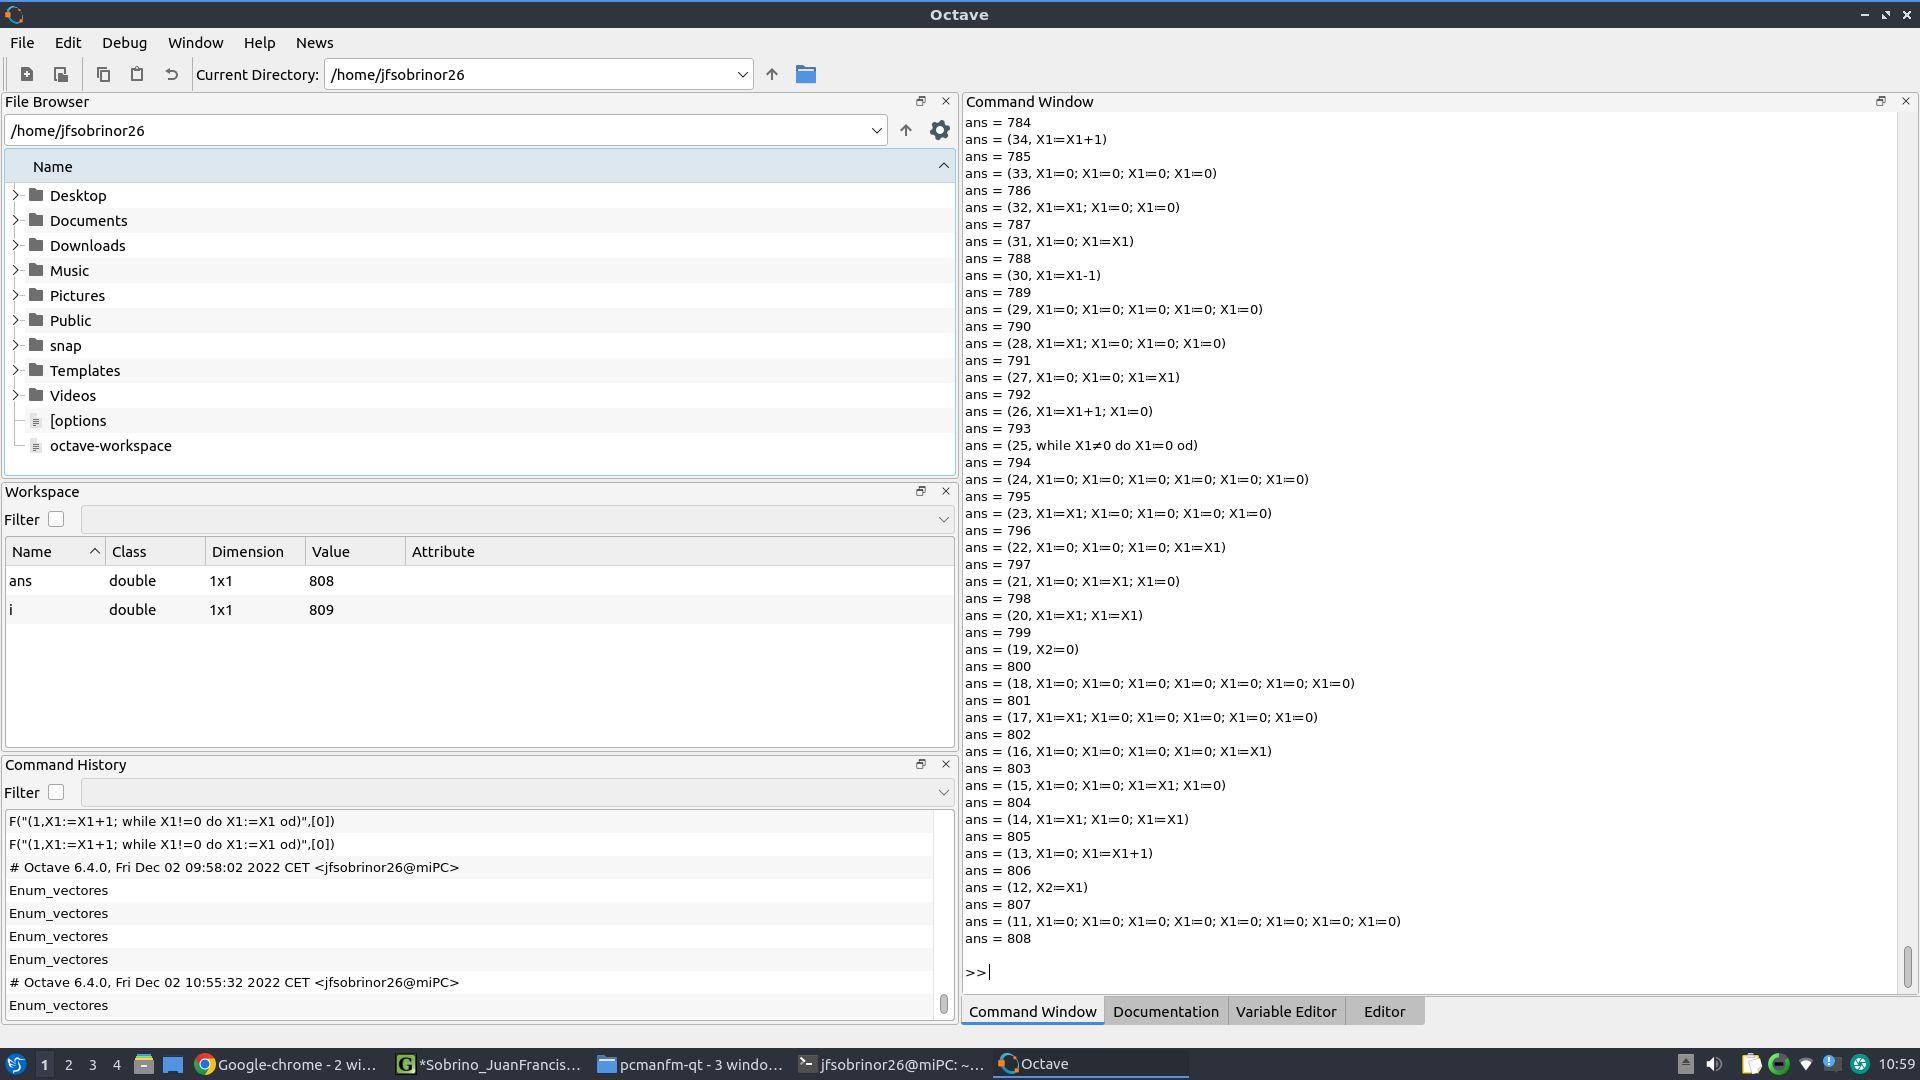 Octave
File Edit Debug Window Help News
Current Directory: /home/jfsobrinor26
File Browser
/home/jfsobrinor26
Name
Desktop
Documents
Downloads
Music
Pictures
Public
snap
Templates
Videos
[options
octave-workspace
Workspace
Filter
Name Class Dimension Value Attribute
ans double 1x1 808
i double 1x1 809
Command History
Filter
F("(1,X1:=X1+1; while X1!=0 do X1:=X1 od)",[0])
F("(1,X1:=X1+1; while X1!=0 do X1:=X1 od)",[0])
# Octave 6.4.0, Fri Dec 02 09:58:02 2022 CET <jfsobrinor26@miPC>
Enum_vectores
Enum_vectores
Enum_vectores
Enum_vectores
# Octave 6.4.0, Fri Dec 02 10:55:32 2022 CET <jfsobrinor26@miPC>
Enum_vectores
Command Window
ans = 784
ans = (34, X1≔X1+1)
ans = 785
ans = (33, X1≔0; X1≔0; X1≔0; X1≔0)
ans = 786
ans = (32, X1≔X1; X1≔0; X1≔0)
ans = 787
ans = (31, X1≔0; X1≔X1)
ans = 788
ans = (30, X1≔X1-1)
ans = 789
ans = (29, X1≔0; X1≔0; X1≔0; X1≔0; X1≔0)
ans = 790
ans = (28, X1≔X1; X1≔0; X1≔0; X1≔0)
ans = 791
ans = (27, X1≔0; X1≔0; X1≔X1)
ans = 792
ans = (26, X1≔X1+1; X1≔0)
ans = 793
ans = (25, while X1≠0 do X1≔0 od)
ans = 794
ans = (24, X1≔0; X1≔0; X1≔0; X1≔0; X1≔0; X1≔0)
ans = 795
ans = (23, X1≔X1; X1≔0; X1≔0; X1≔0; X1≔0)
ans = 796
ans = (22, X1≔0; X1≔0; X1≔0; X1≔X1)
ans = 797
ans = (21, X1≔0; X1≔X1; X1≔0)
ans = 798
ans = (20, X1≔X1; X1≔X1)
ans = 799
ans = (19, X2≔0)
ans = 800
ans = (18, X1≔0; X1≔0; X1≔0; X1≔0; X1≔0; X1≔0; X1≔0)
ans = 801
ans = (17, X1≔X1; X1≔0; X1≔0; X1≔0; X1≔0; X1≔0)
ans = 802
ans = (16, X1≔0; X1≔0; X1≔0; X1≔0; X1≔X1)
ans = 803
ans = (15, X1≔0; X1≔0; X1≔X1; X1≔0)
ans = 804
ans = (14, X1≔X1; X1≔0; X1≔X1)
ans = 805
ans = (13, X1≔0; X1≔X1+1)
ans = 806
ans = (12, X2≔X1)
ans = 807
ans = (11, X1≔0; X1≔0; X1≔0; X1≔0; X1≔0; X1≔0; X1≔0; X1≔0)
ans = 808
>>
Command Window Documentation Variable Editor Editor
1 2 3 4 Google-chrome - 2 wi... *Sobrino_JuanFrancis... pcmanfm-qt - 3 windo... jfsobrinor26@miPC: ~... Octave 10:59